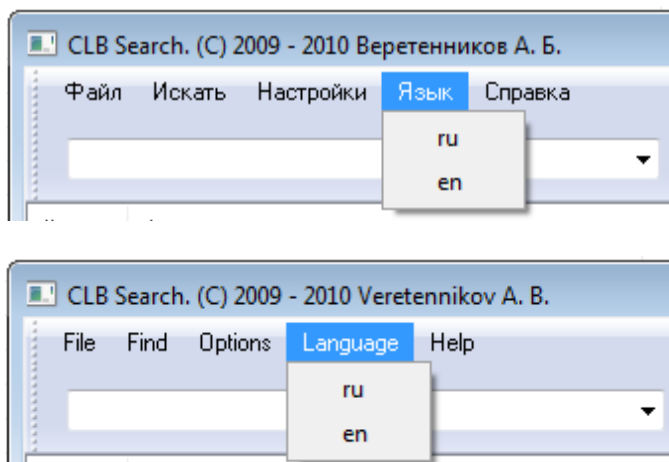 CLB Search. (C) 2009 - 2010 Веретенников А. Б.
Файл Искать Настройки Язык Справка
ru
en
CLB Search. (C) 2009 - 2010 Veretennikov A. B.
File Find Options Language Help
ru
en